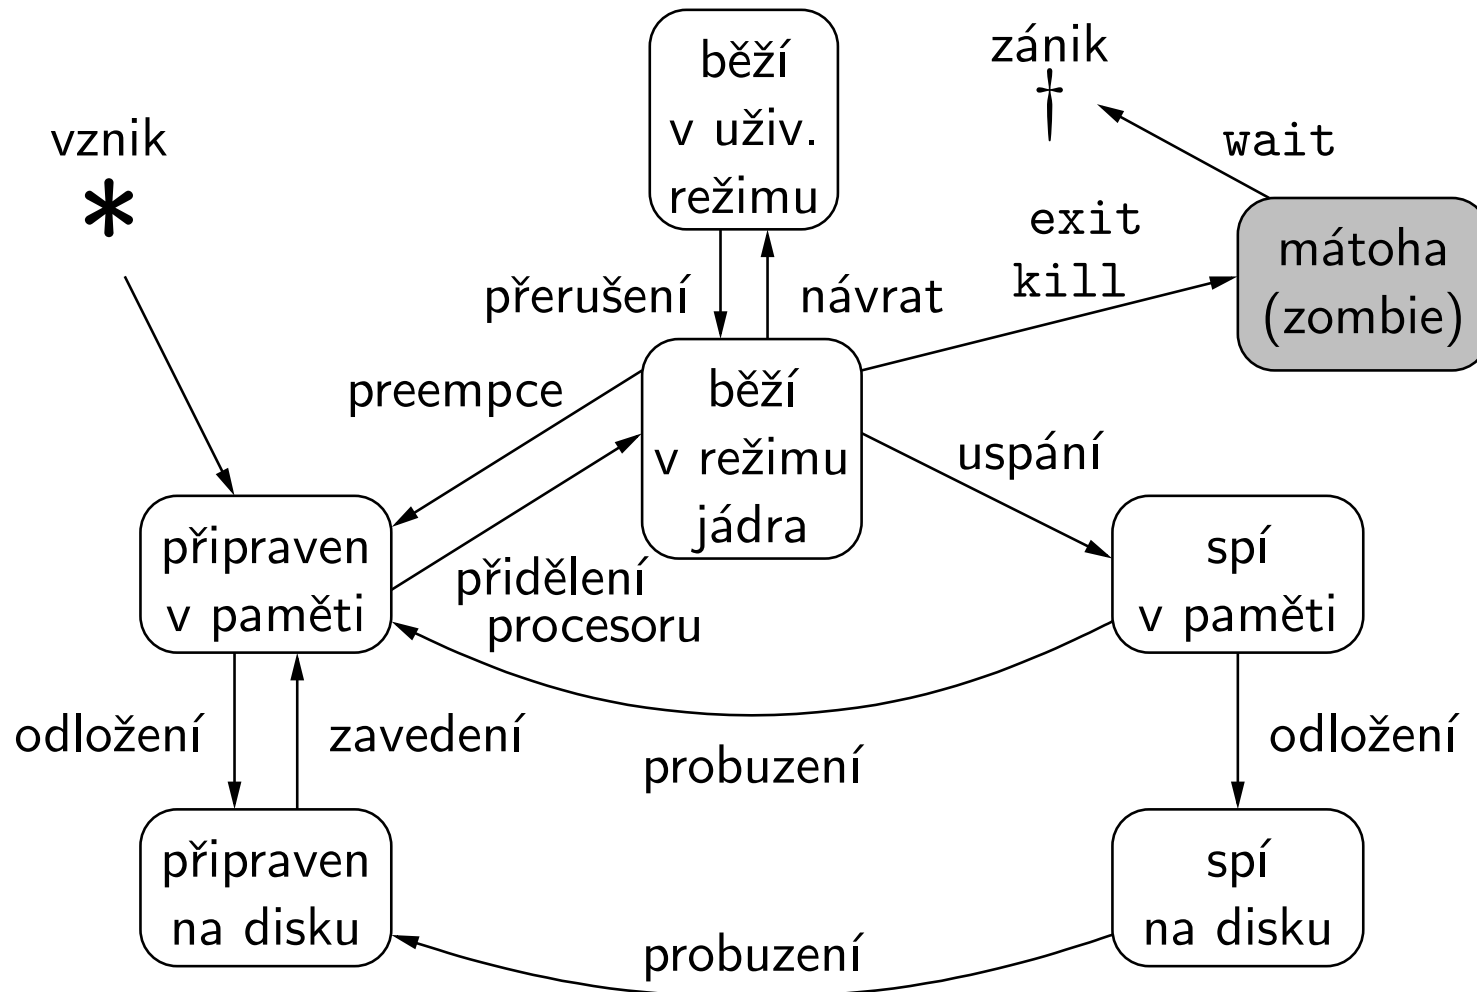 běží
v uživ.
režimu
zánik
†
vznik
*
wait
exit
kill
mátoha
(zombie)
přerušení
návrat
preempce
běží
v režimu
jádra
uspání
připraven
v paměti
přidělení
procesoru
spí
v paměti
odložení
zavedení
probuzení
odložení
připraven
na disku
spí
na disku
probuzení